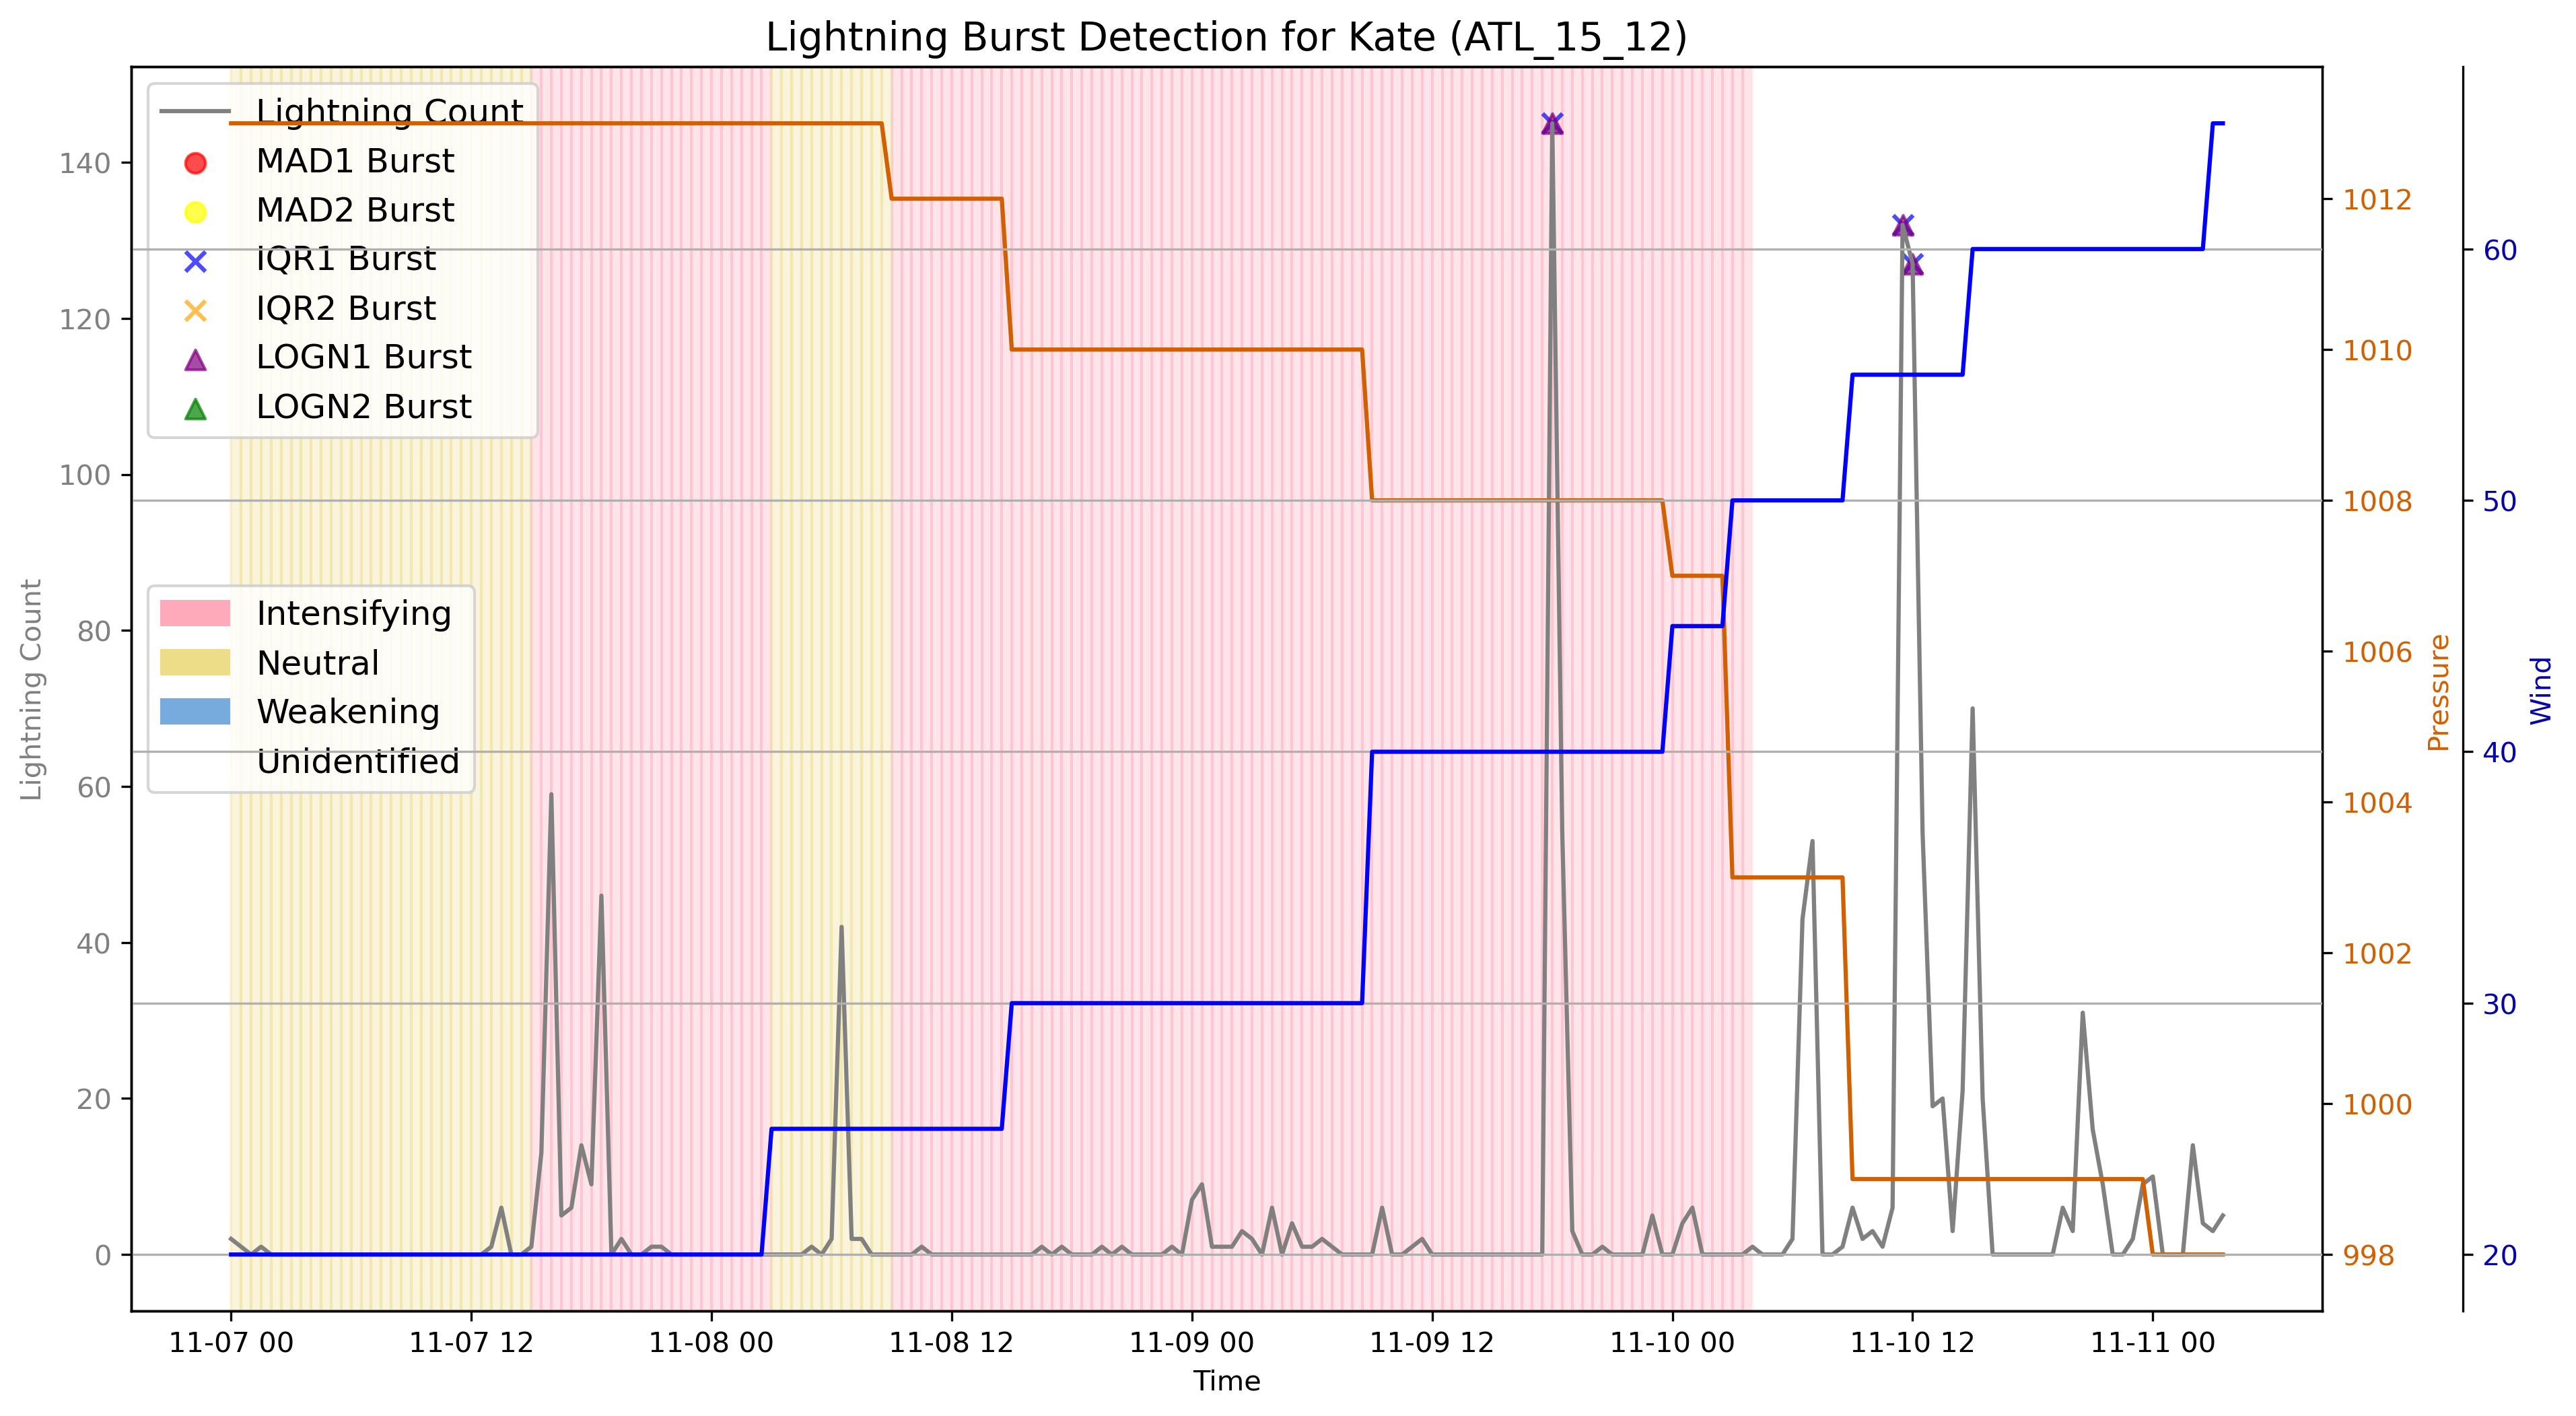 Lightning Burst Detection for Kate (ATL_15_12)
Lightning Count
MAD1 Burst
MAD2 Burst
IQR1 Burst
IQR2 Burst
LOGN1 Burst
LOGN2 Burst
Intensifying
Neutral
Weakening
Unidentified
Lightning Count
140
120
100
80
60
40
20
0
1012
1010
1008
1006
1004
1002
1000
998
Pressure
60
50
40
30
20
Wind
11-07 00 11-07 12 11-08 00 11-08 12 11-09 00 11-09 12 11-10 00 11-10 12 11-11 00
Time